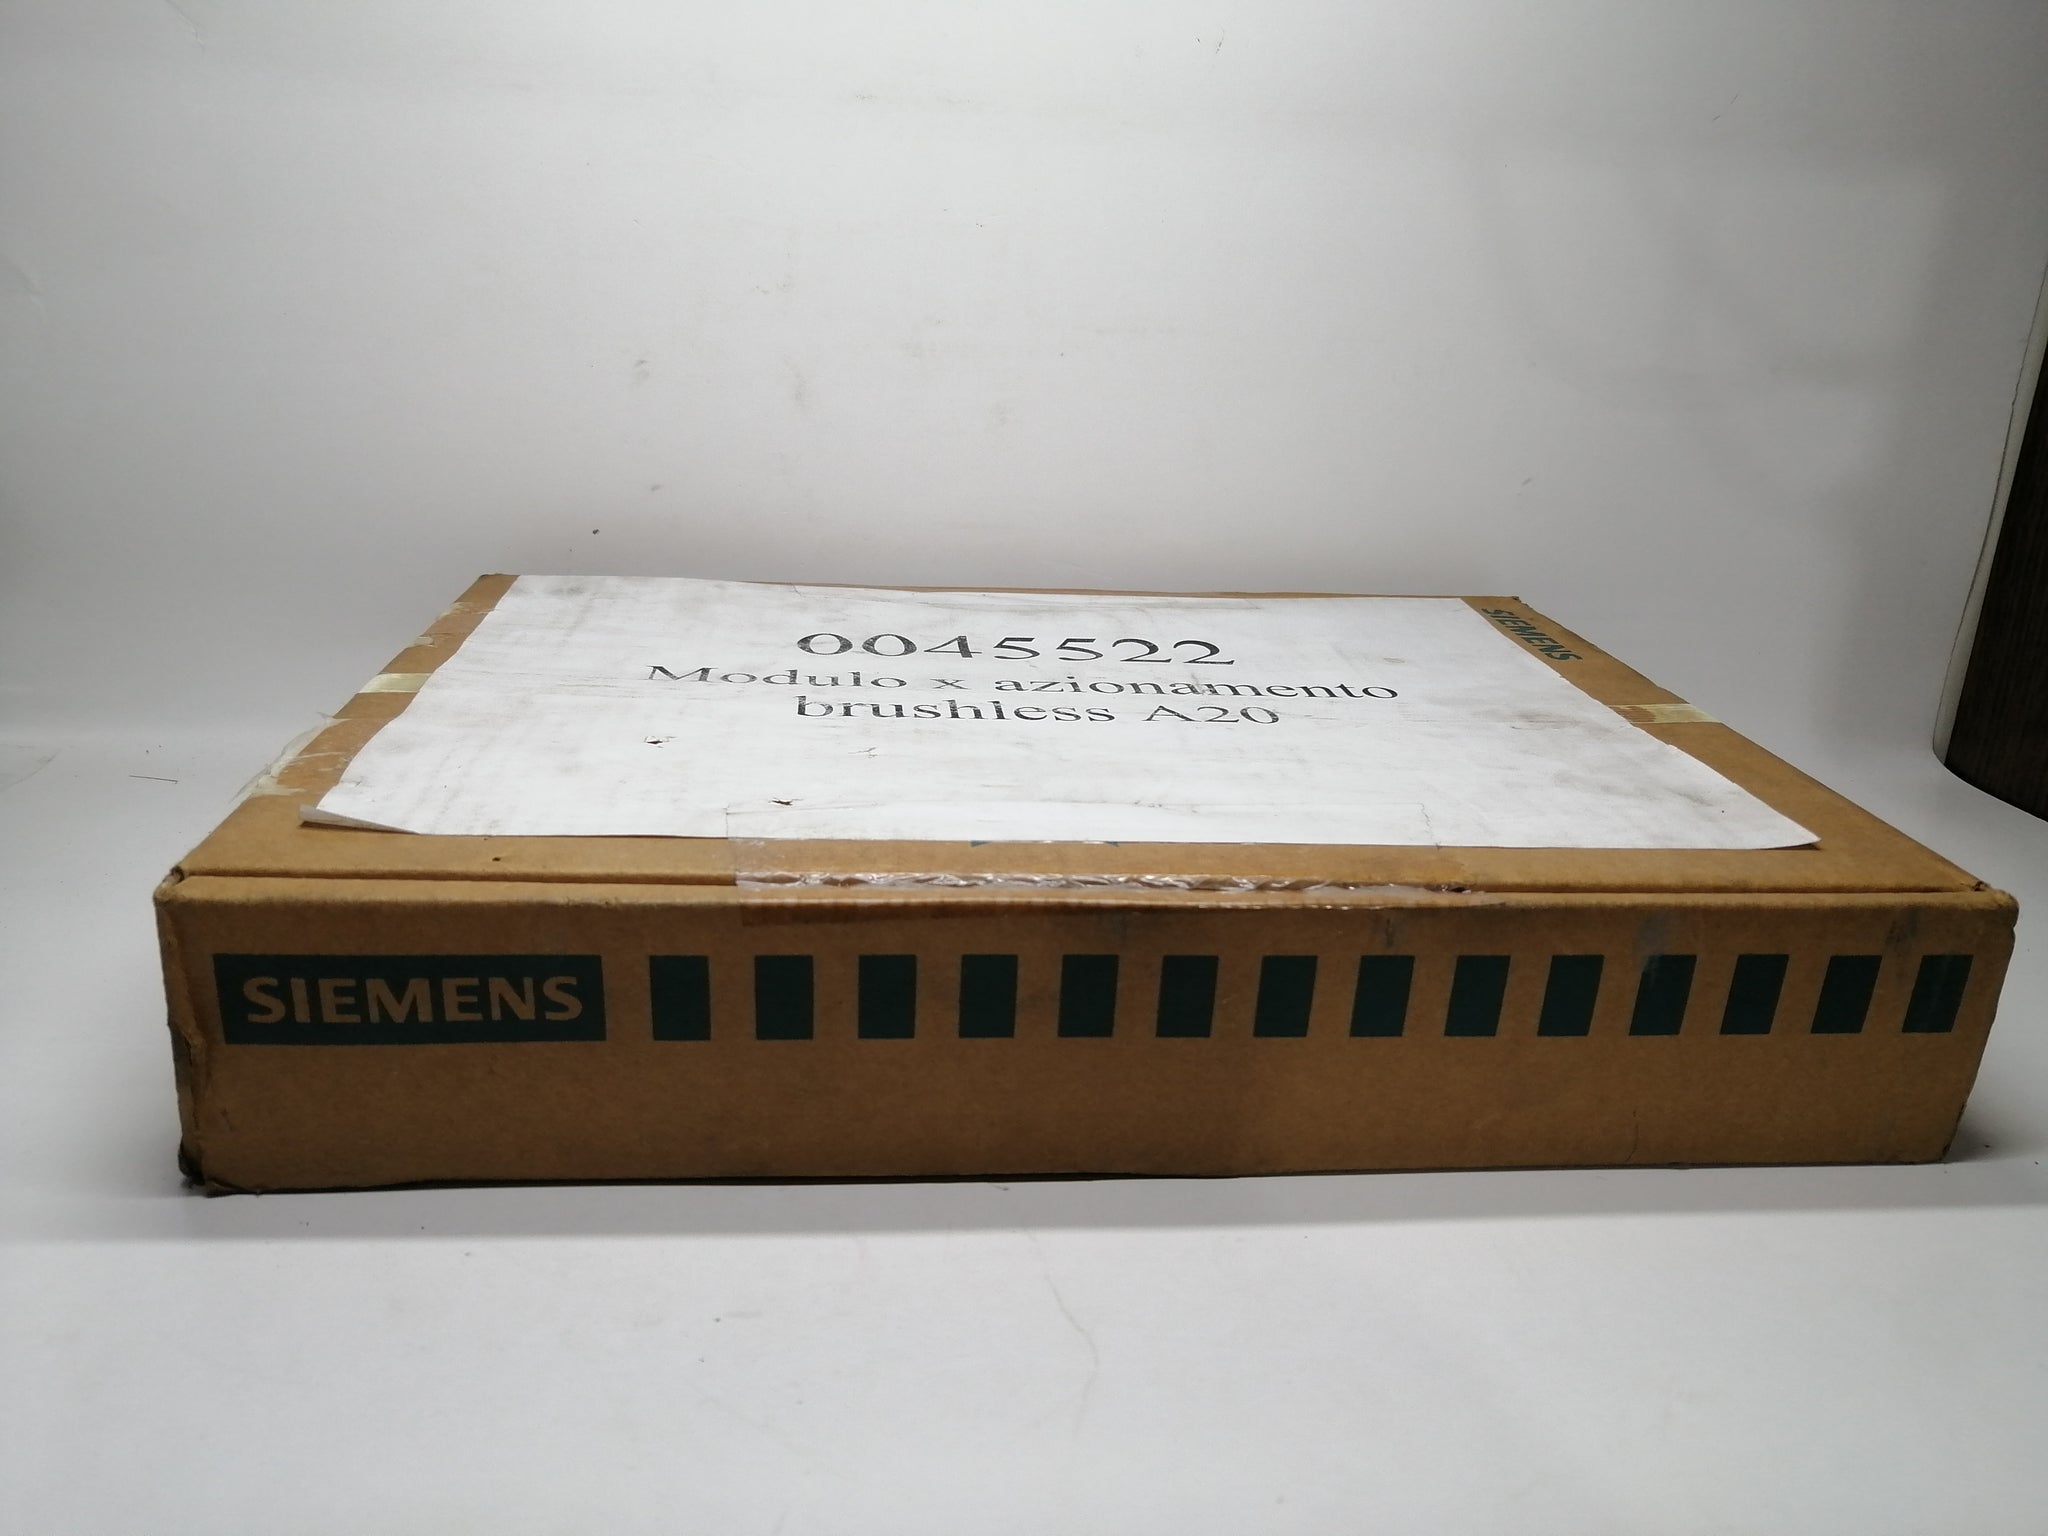 0045522
Modulo x azionamento
brushless A20
SIEMENS
SIEMENS